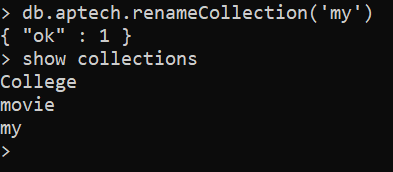 > db.aptech.renameCollection('my')
{ "ok" : 1 }
> show collections
College
movie
my
>